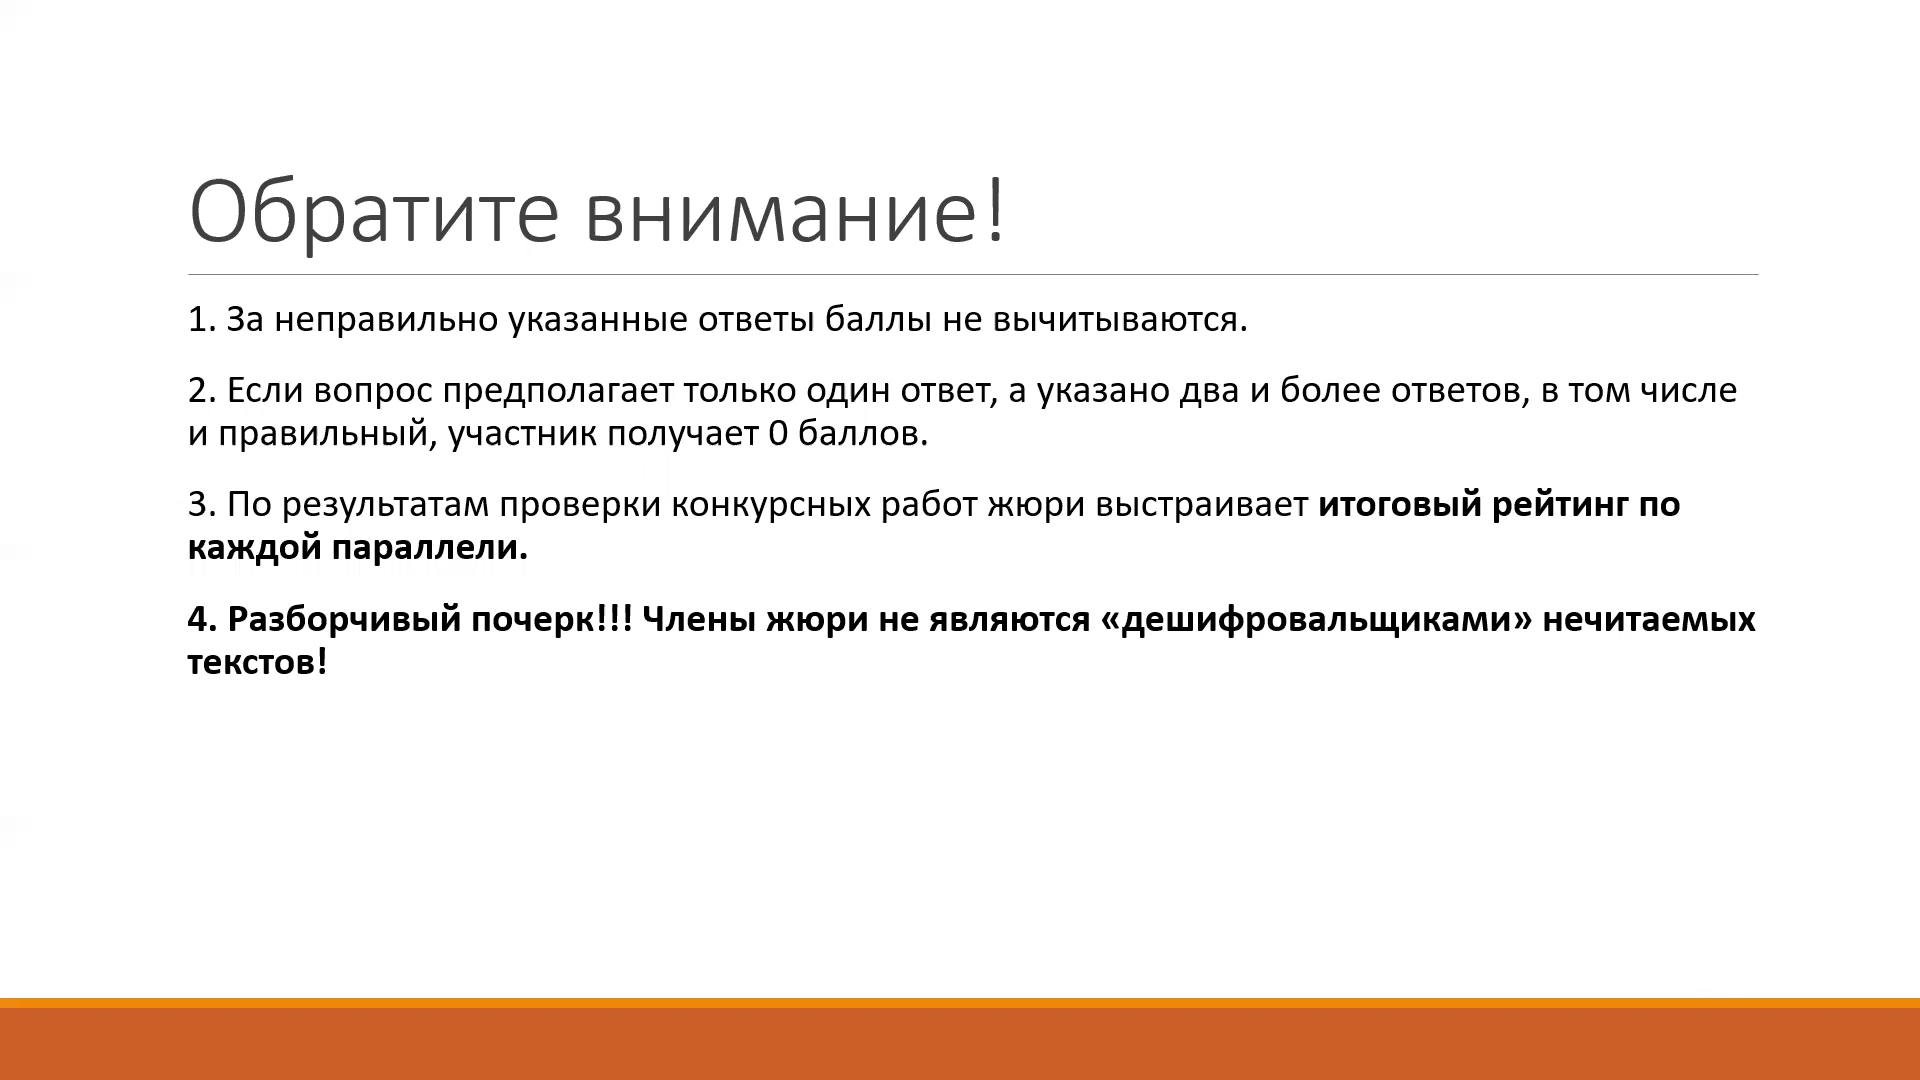 Обратите внимание!
1. За неправильно указанные ответы баллы не вычитываются.
2. Если вопрос предполагает только один ответ, а указано два и более ответов, в том числе
и правильный, участник получает 0 баллов.
3. По результатам проверки конкурсных работ жюри выстраивает итоговый рейтинг по
каждой параллели.
4. Разборчивый почерк!!! Члены жюри не являются «дешифровальщиками» нечитаемых
текстов!